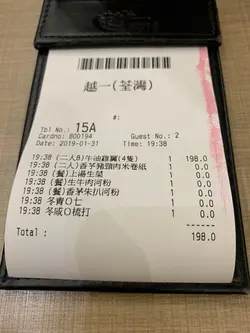 越一(荃灣)
#:
Tbl No.: 15A
Cardno: 800194 Guest No.: 2
Date: 2019-01-31 Time: 19:38
19:38 (二人B)牛油雞翼(4隻) 1 198.0
19:38 (二人)香茅豬頸肉米卷紙 1 0.0
19:38 (餐)上湯生菜 1 0.0
19:38 (餐)生牛肉河粉 1 0.0
19:38 (餐)香茅朱扒河粉 1 0.0
19:38 冬青O七 1 0.0
19:38 冬咸O梳打 1 0.0
Total : 198.0